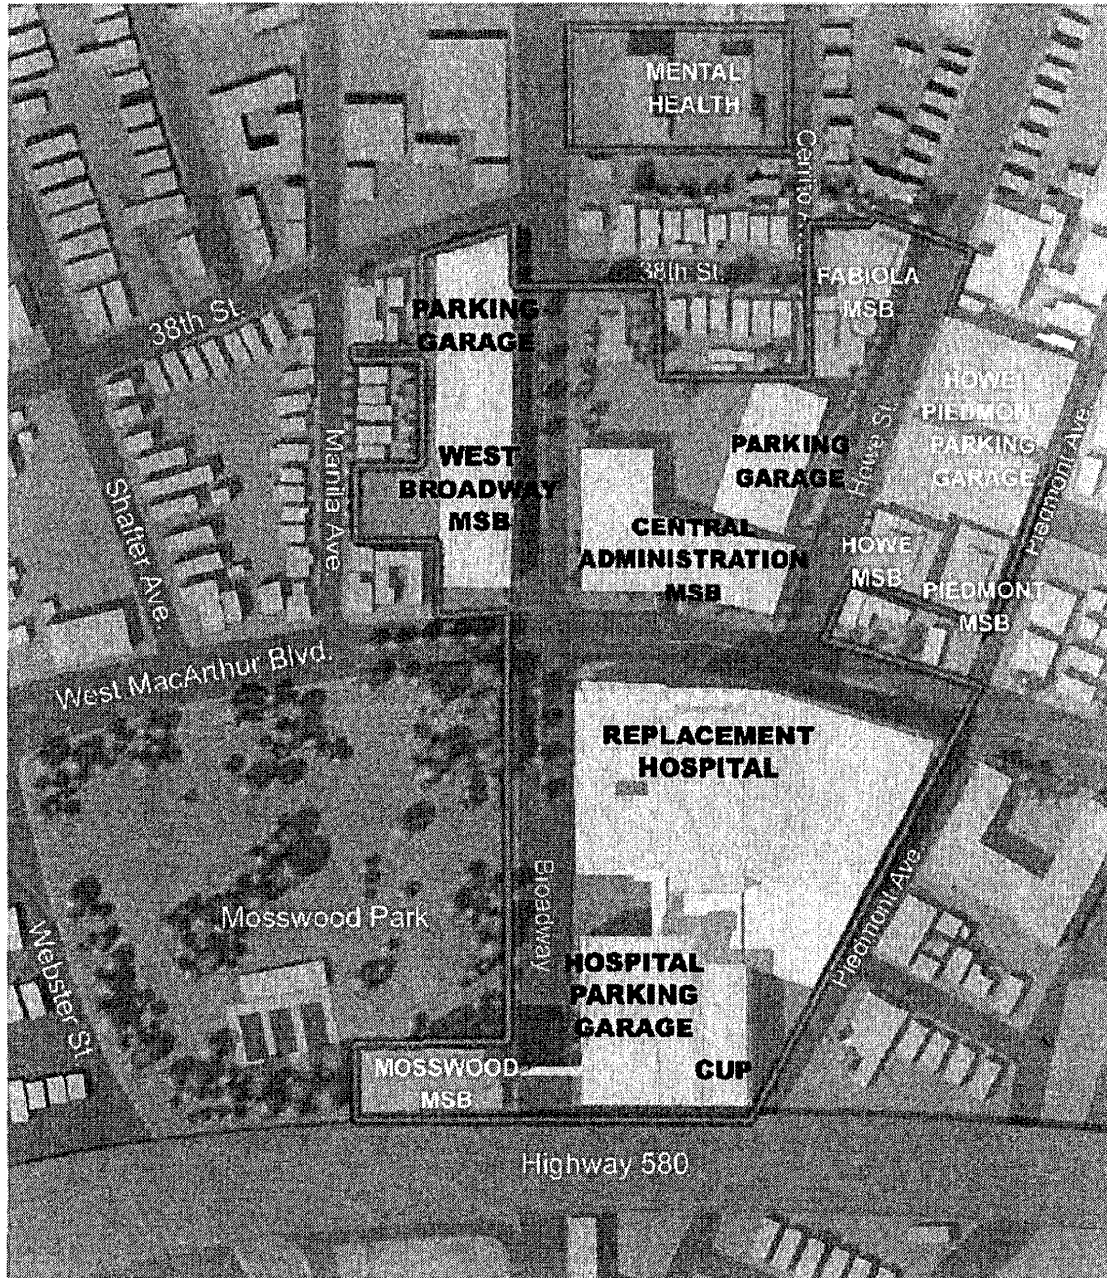 MENTAL
HEALTH
38th St.
FABIOLA
MSB
38th St.
PARKING
GARAGE
HOWE
PIEDMONT
PARKING
GARAGE
WEST
BROADWAY
MSB
PARKING
GARAGE
Howe St.
Piedmont Ave.
Shafter Ave.
Manila Ave
CENTRAL
ADMINISTRATION
MSB
HOWE
MSB
PIEDMONT
MSB
West MacArthur Blvd.
REPLACEMENT
HOSPITAL
Broadway
Piedmont Ave.
Mosswood Park
Webster St
HOSPITAL
PARKING
GARAGE
CUP
MOSSWOOD
MSB
Highway 580